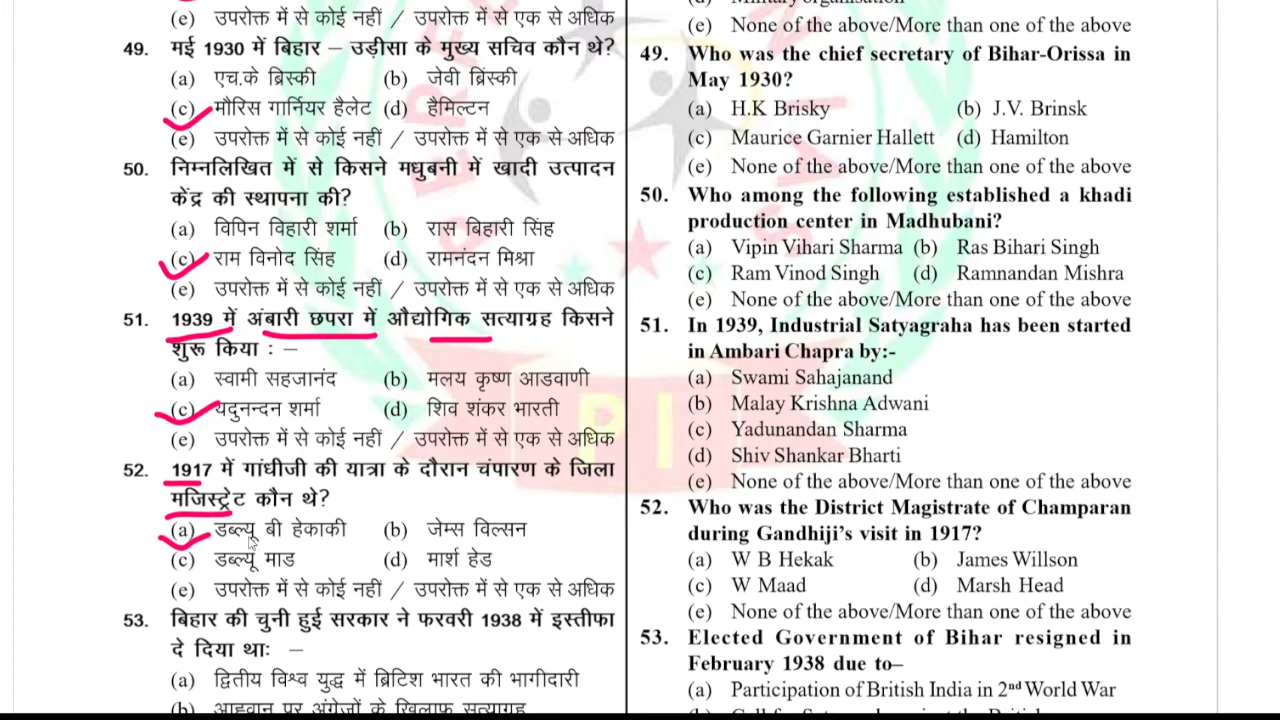 (e) उपरोक्त में से कोई नहीं / उपरोक्त में से एक से अधिक
49. मई 1930 में बिहार – उड़ीसा के मुख्य सचिव कौन थे?
(a) एच.के ब्रिस्की (b) जेवी ब्रिंस्की
(c) मौरिस गार्नियर हैलेट (d) हैमिल्टन
(e) उपरोक्त में से कोई नहीं / उपरोक्त में से एक से अधिक
50. निम्नलिखित में से किसने मधुबनी में खादी उत्पादन
केंद्र की स्थापना की?
(a) विपिन विहारी शर्मा (b) रास बिहारी सिंह
(c) राम विनोद सिंह (d) रामनंदन मिश्रा
(e) उपरोक्त में से कोई नहीं / उपरोक्त में से एक से अधिक
51. 1939 में अंबारी छपरा में औद्योगिक सत्याग्रह किसने
शुरू किया : –
(a) स्वामी सहजानंद (b) मलय कृष्ण आडवाणी
(c) यदुनन्दन शर्मा (d) शिव शंकर भारती
(e) उपरोक्त में से कोई नहीं / उपरोक्त में से एक से अधिक
52. 1917 में गांधीजी की यात्रा के दौरान चंपारण के जिला
मजिस्ट्रेट कौन थे?
(a) डब्ल्यू बी हेकाकी (b) जेम्स विल्सन
(c) डब्ल्यू माड (d) मार्श हेड
(e) उपरोक्त में से कोई नहीं / उपरोक्त में से एक से अधिक
53. बिहार की चुनी हुई सरकार ने फरवरी 1938 में इस्तीफा
दे दिया थाः –
(a) द्वितीय विश्व युद्ध में ब्रिटिश भारत की भागीदारी
(b) आहवान पर अंग्रेजों के खिलाफ सत्याग्रह
(e) None of the above/More than one of the above
49. Who was the chief secretary of Bihar-Orissa in
May 1930?
(a) H.K Brisky (b) J.V. Brinsk
(c) Maurice Garnier Hallett (d) Hamilton
(e) None of the above/More than one of the above
50. Who among the following established a khadi
production center in Madhubani?
(a) Vipin Vihari Sharma (b) Ras Bihari Singh
(c) Ram Vinod Singh (d) Ramnandan Mishra
(e) None of the above/More than one of the above
51. In 1939, Industrial Satyagraha has been started
in Ambari Chapra by:-
(a) Swami Sahajanand
(b) Malay Krishna Adwani
(c) Yadunandan Sharma
(d) Shiv Shankar Bharti
(e) None of the above/More than one of the above
52. Who was the District Magistrate of Champaran
during Gandhiji's visit in 1917?
(a) W B Hekak (b) James Willson
(c) W Maad (d) Marsh Head
(e) None of the above/More than one of the above
53. Elected Government of Bihar resigned in
February 1938 due to–
(a) Participation of British India in 2nd World War
PI